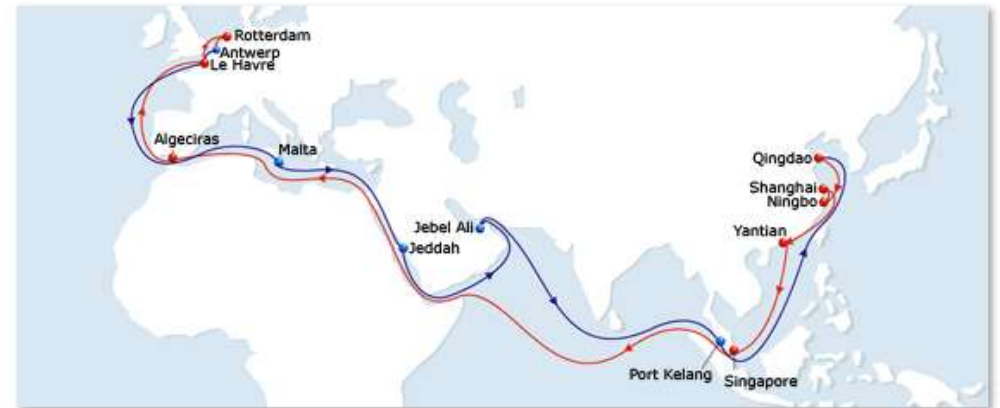 Rotterdam
Antwerp
Le Havre
Algeciras
Malta
Qingdao
Shanghai
Ningbo
Yantian
Jebel Ali
Jeddah
Port Kelang
Singapore